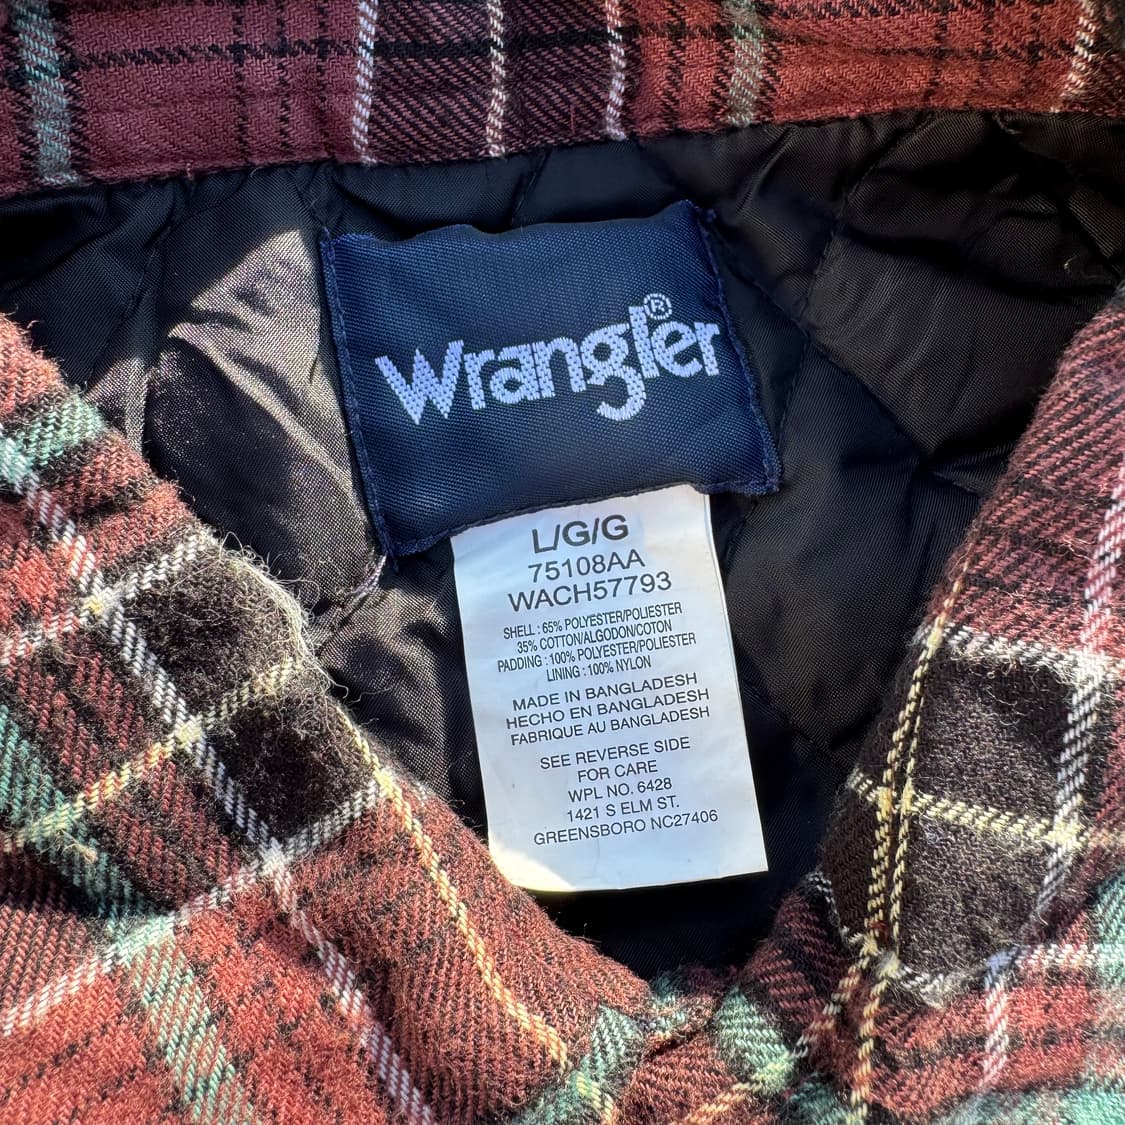 Wrangler®
L/G/G
75108AA
WACH57793
SHELL : 65% POLYESTER/POLIESTER
35% COTTON/ALGODON/COTON
PADDING : 100% POLYESTER/POLIESTER
LINING : 100% NYLON
MADE IN BANGLADESH
HECHO EN BANGLADESH
FABRIQUE AU BANGLADESH
SEE REVERSE SIDE
FOR CARE
WPL NO. 6428
1421 S ELM ST.
GREENSBORO NC27406